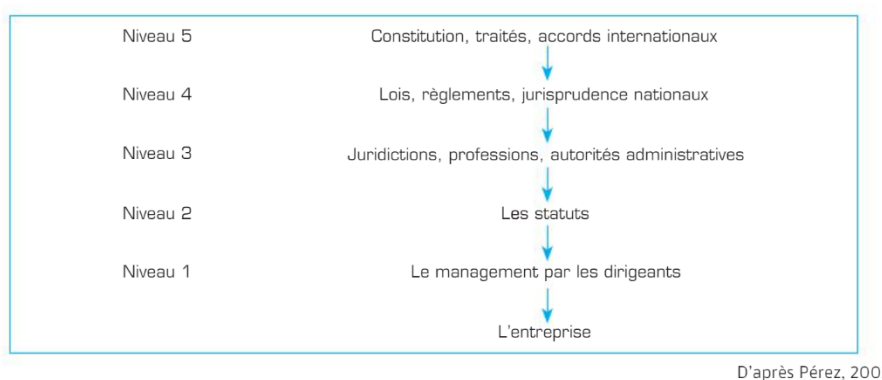 Niveau 5 Constitution, traités, accords internationaux
Niveau 4 Lois, règlements, jurisprudence nationaux
Niveau 3 Juridictions, professions, autorités administratives
Niveau 2 Les statuts
Niveau 1 Le management par les dirigeants
L'entreprise
D'après Pérez, 200